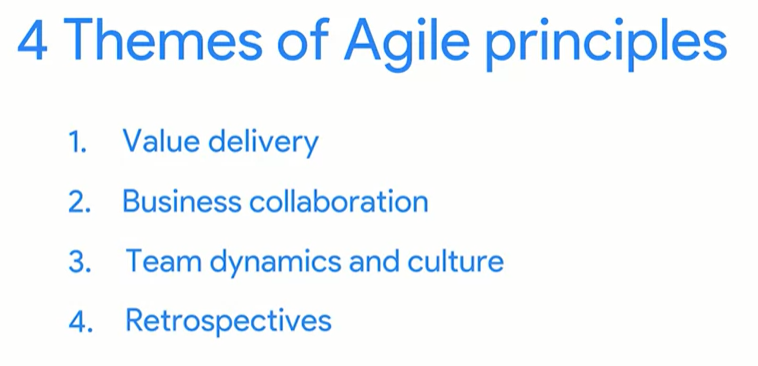 4 Themes of Agile principles
1. Value delivery
2. Business collaboration
3. Team dynamics and culture
4. Retrospectives